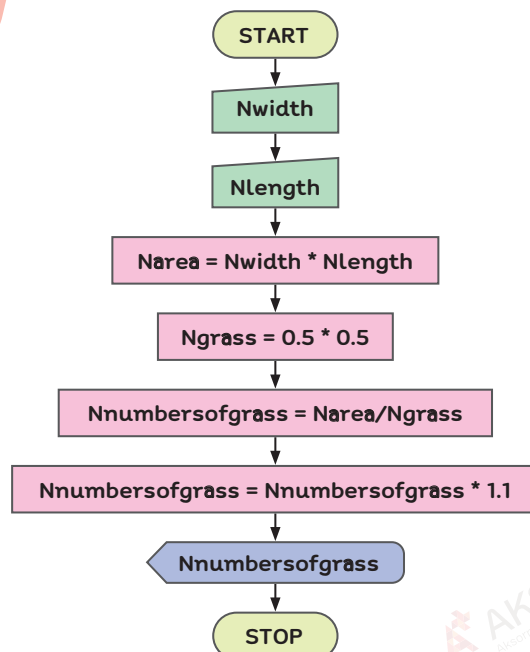 START
Nwidth
Nlength
Narea = Nwidth * Nlength
Ngrass = 0.5 * 0.5
Nnumbersofgrass = Narea/Ngrass
Nnumbersofgrass = Nnumbersofgrass * 1.1
Nnumbersofgrass
STOP